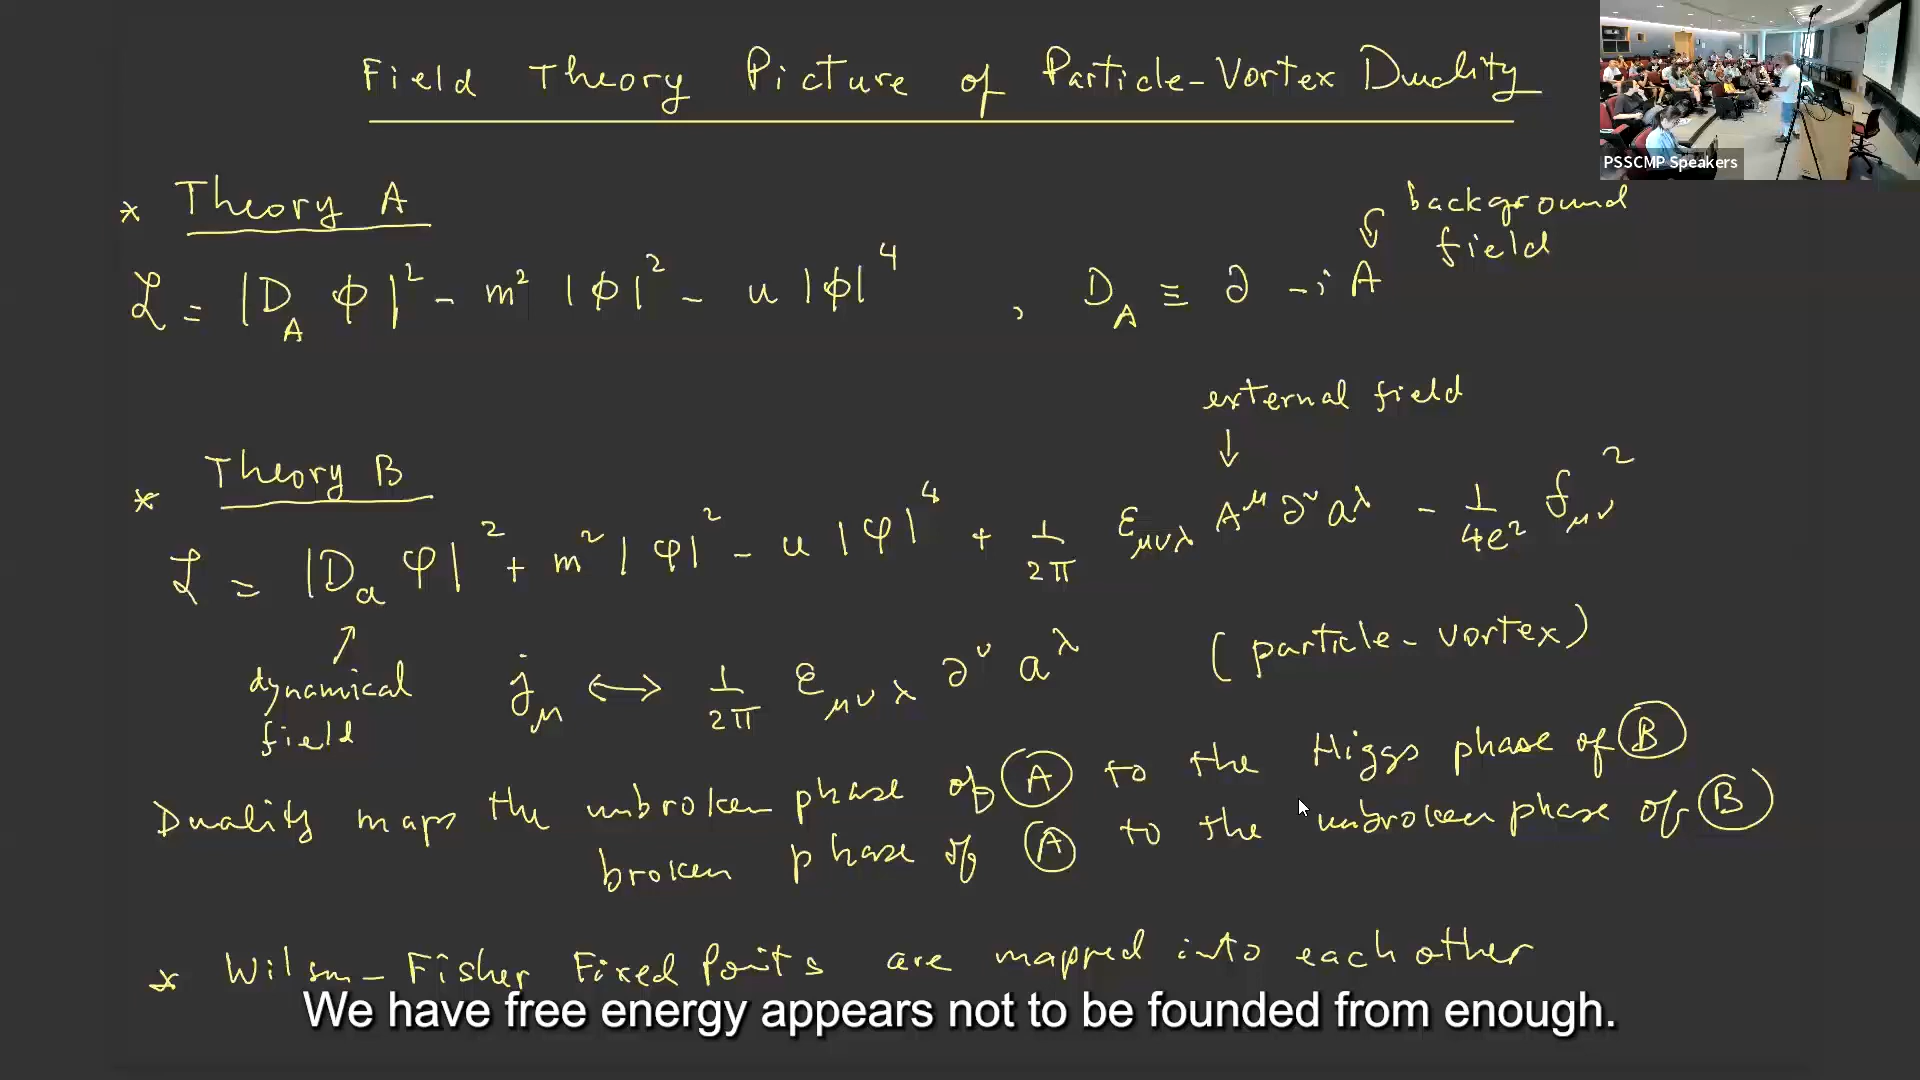 Field Theory Picture of Particle-Vortex Duality
PSSCMP Speakers
* Theory A
background field
ℒ = |D_A ϕ|² - m² |ϕ|² - u |ϕ|⁴ , D_A ≡ ∂ - i A
external field
* Theory B
ℒ = |D_a φ|² + m² |φ|² - u |φ|⁴ + 1/2π ε_μνλ A^μ ∂^ν a^λ - 1/4e² f_μν²
dynamical field
j_μ ⟷ 1/2π ε_μνλ ∂^ν a^λ (particle-vortex)
Duality maps the unbroken phase of Ⓐ to the Higgs phase of Ⓑ
broken phase of Ⓐ to the unbroken phase of Ⓑ
* Wilson-Fisher Fixed Points are mapped into each other
We have free energy appears not to be founded from enough.